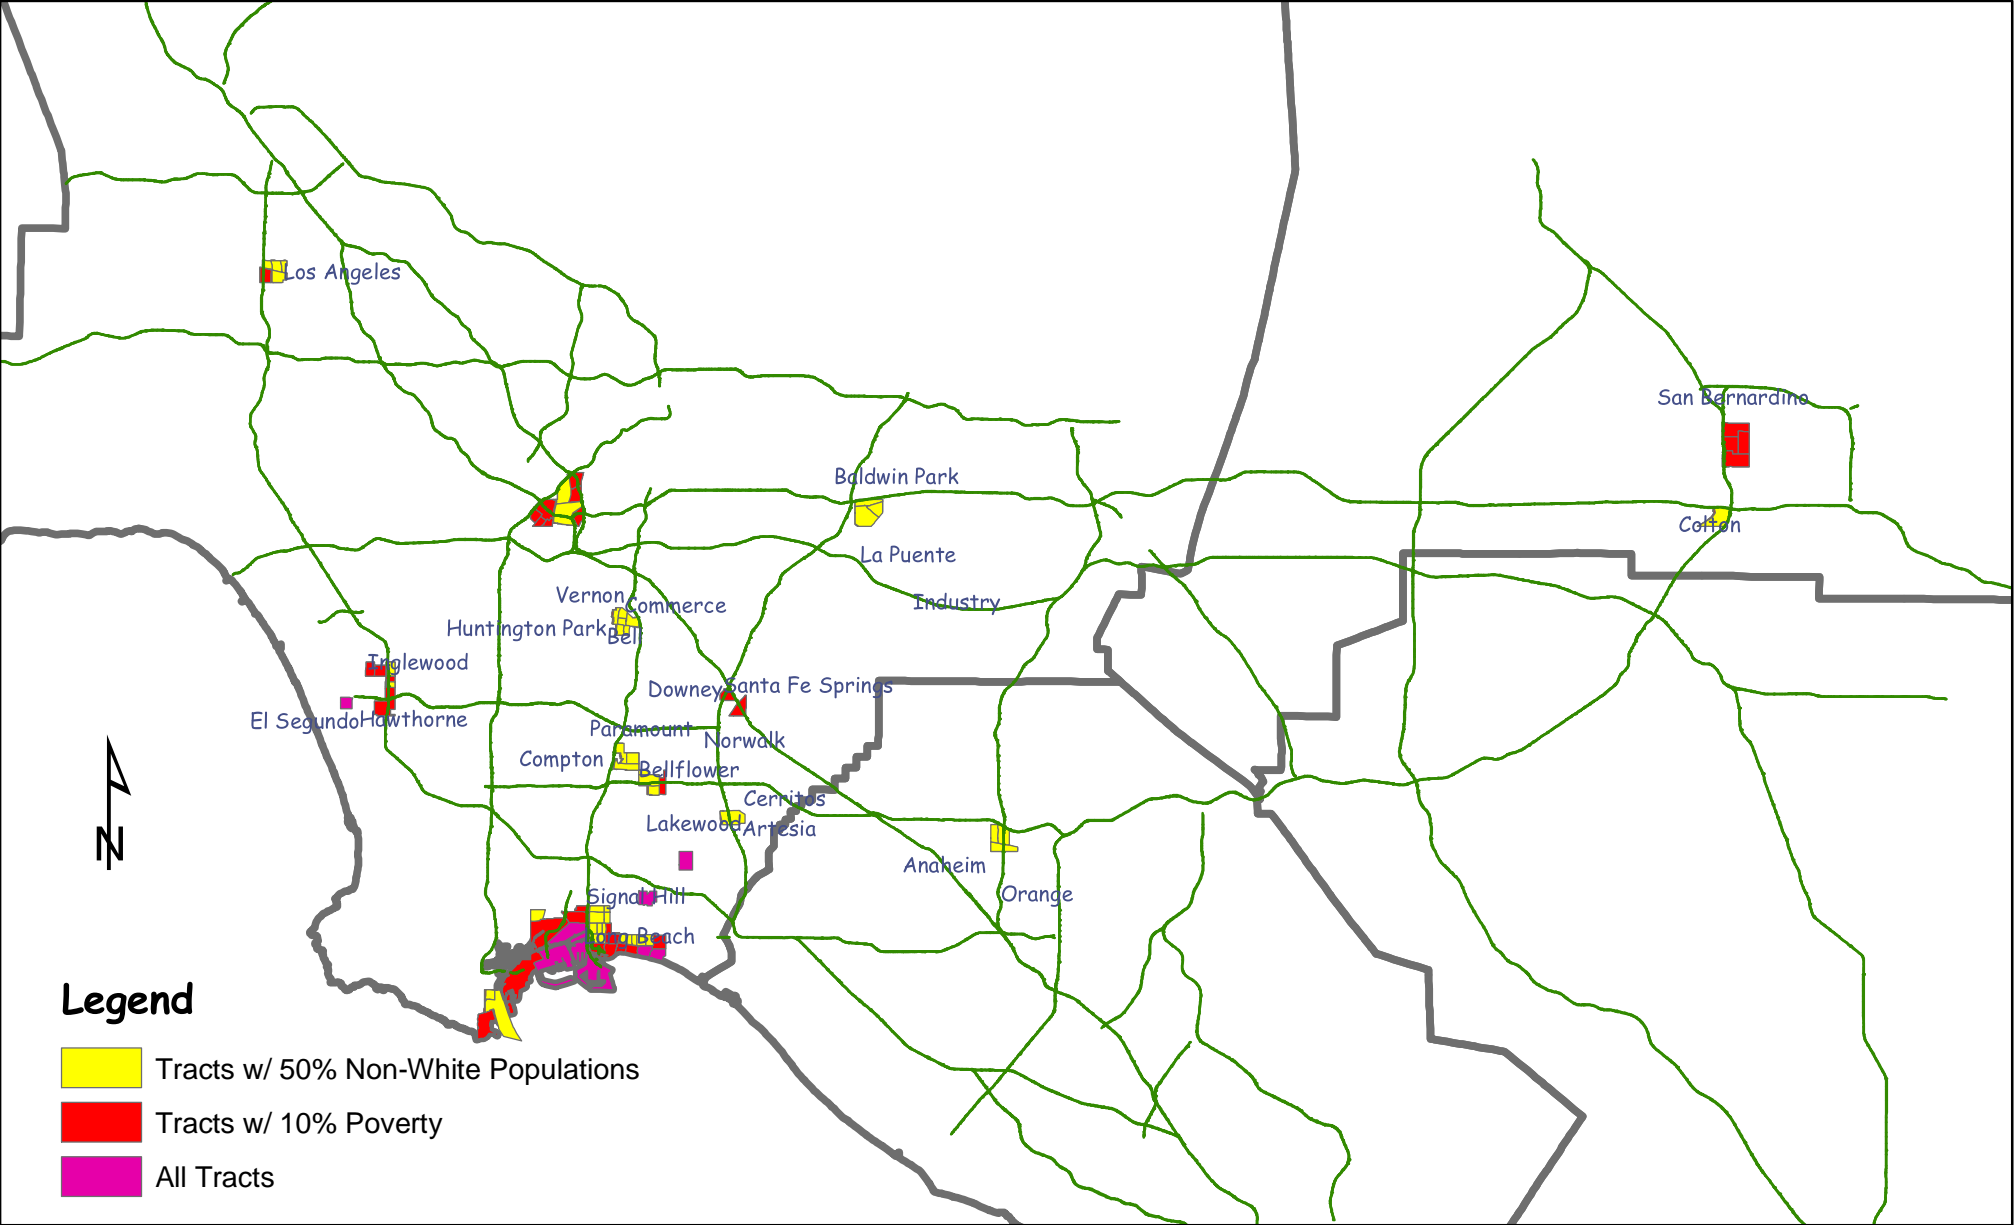 Los Angeles
San Bernardino
Baldwin Park
Colton
La Puente
Vernon
Commerce
Industry
Huntington Park
Bell
Inglewood
Downey
Santa Fe Springs
El Segundo
Hawthorne
Paramount
Norwalk
Compton
Bellflower
Cerritos
Lakewood
Artesia
Anaheim
Signal Hill
Orange
Long Beach
N
Legend
Tracts w/ 50% Non-White Populations
Tracts w/ 10% Poverty
All Tracts